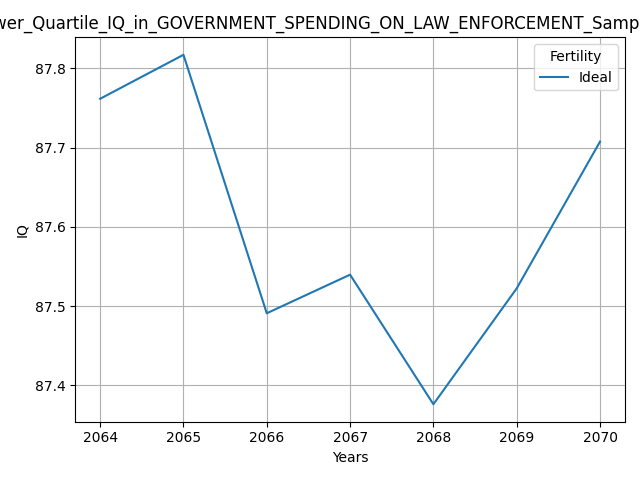 wer_Quartile_IQ_in_GOVERNMENT_SPENDING_ON_LAW_ENFORCEMENT_Samp
Fertility
Ideal
87.8
87.7
87.6
87.5
87.4
IQ
2064 2065 2066 2067 2068 2069 2070
Years